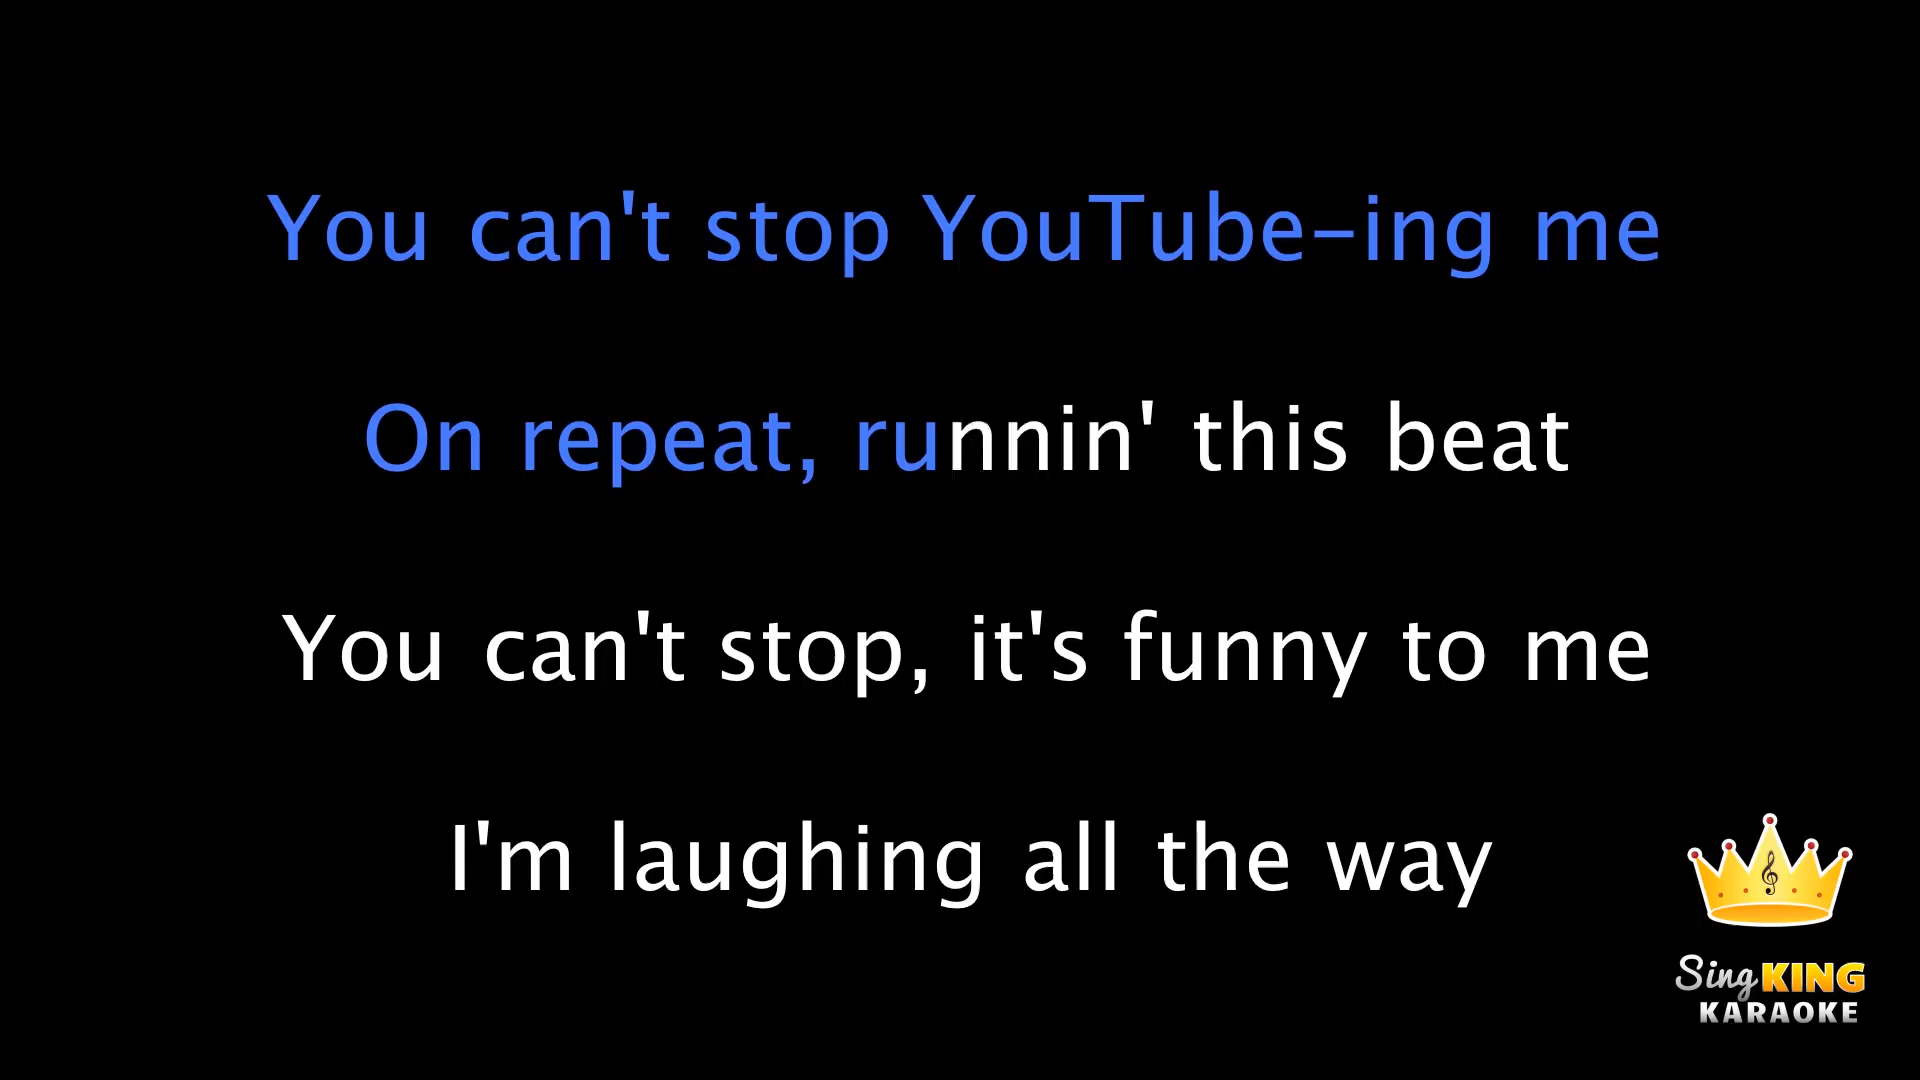 You can't stop YouTube-ing me
On repeat, runnin' this beat
You can't stop, it's funny to me
I'm laughing all the way
Sing KING
KARAOKE